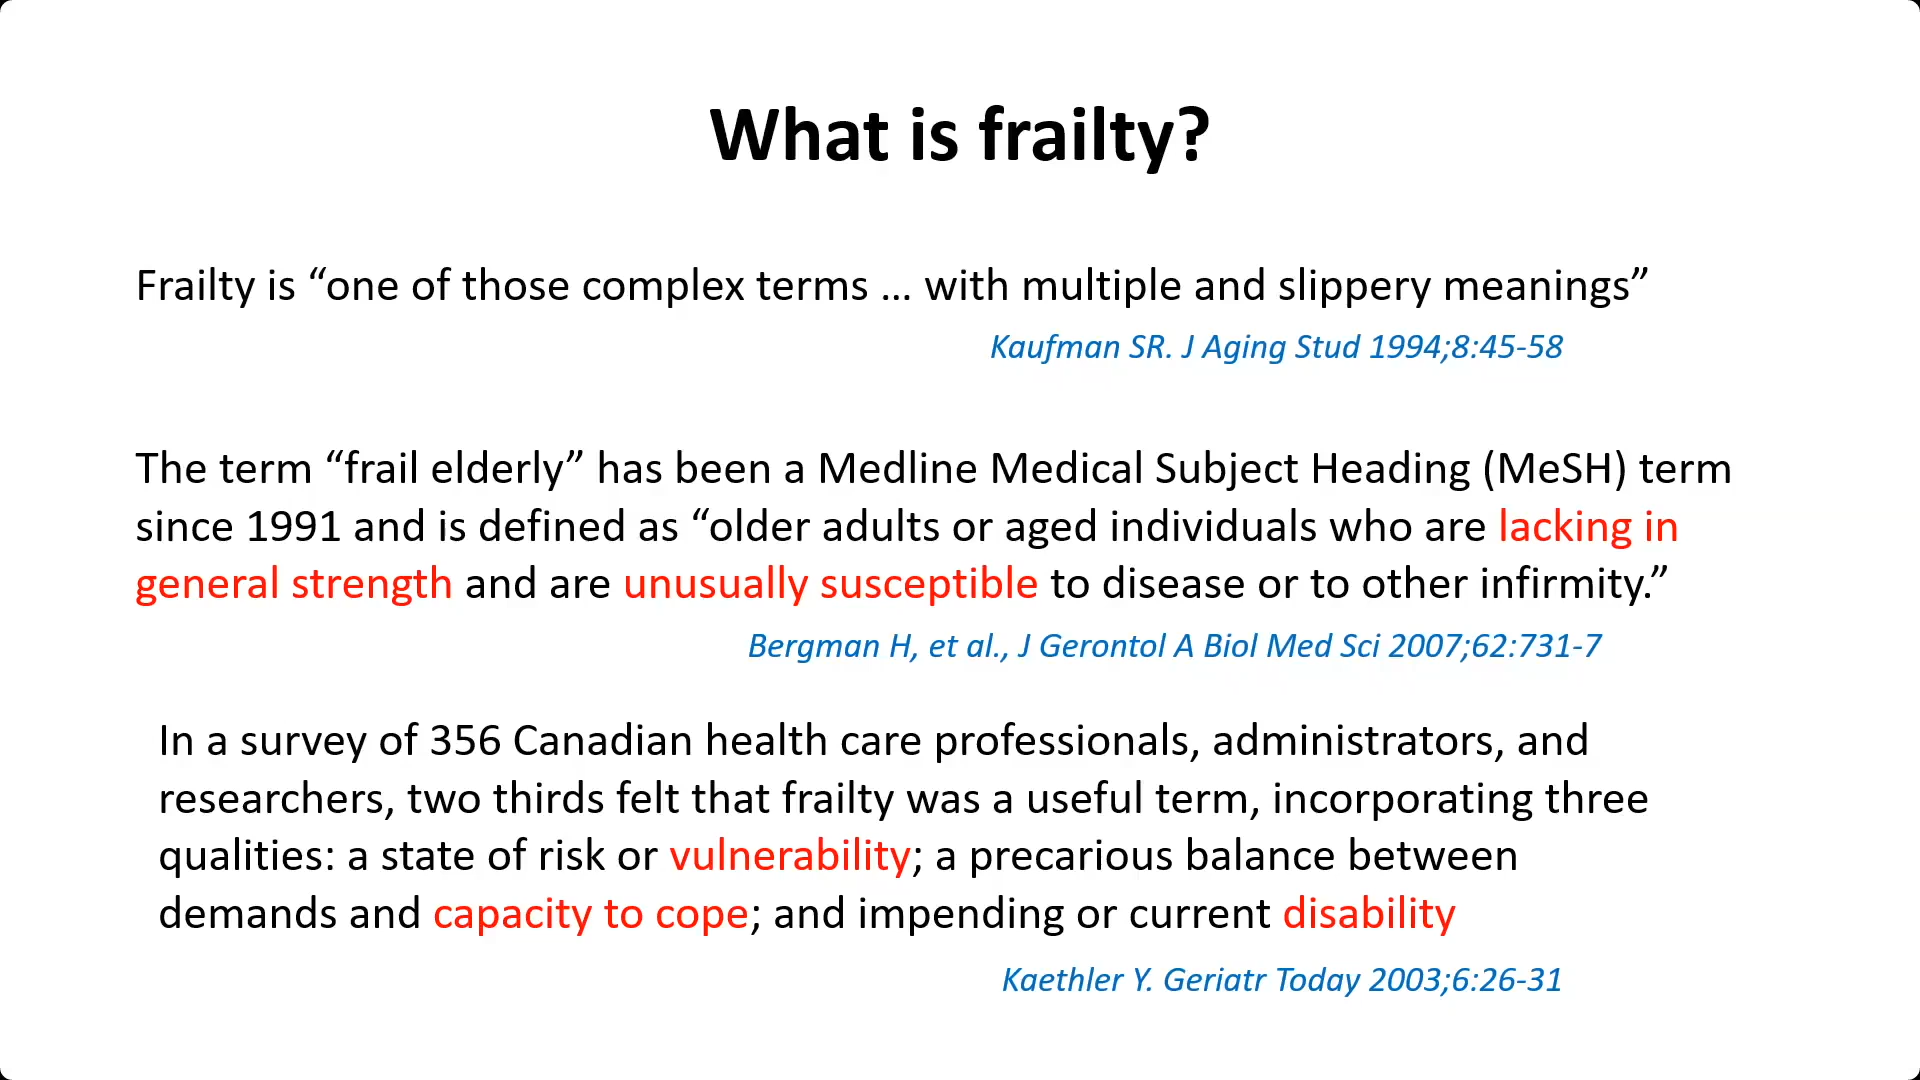 What is frailty?
Frailty is “one of those complex terms ... with multiple and slippery meanings”
Kaufman SR. J Aging Stud 1994;8:45-58
The term “frail elderly” has been a Medline Medical Subject Heading (MeSH) term
since 1991 and is defined as “older adults or aged individuals who are lacking in
general strength and are unusually susceptible to disease or to other infirmity.”
Bergman H, et al., J Gerontol A Biol Med Sci 2007;62:731-7
In a survey of 356 Canadian health care professionals, administrators, and
researchers, two thirds felt that frailty was a useful term, incorporating three
qualities: a state of risk or vulnerability; a precarious balance between
demands and capacity to cope; and impending or current disability
Kaethler Y. Geriatr Today 2003;6:26-31